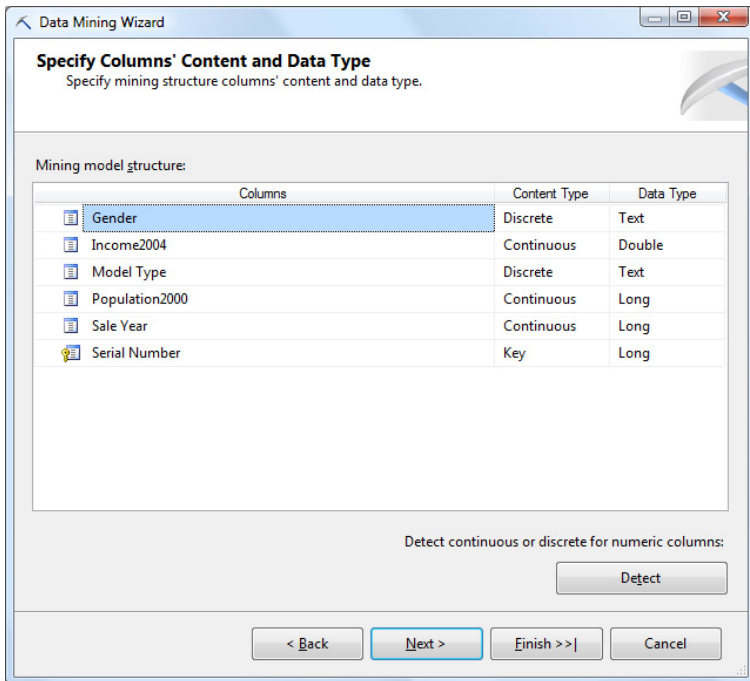 Data Mining Wizard
Specify Columns' Content and Data Type
Specify mining structure columns' content and data type.
Mining model structure:
Columns Content Type Data Type
Gender Discrete Text
Income2004 Continuous Double
Model Type Discrete Text
Population2000 Continuous Long
Sale Year Continuous Long
Serial Number Key Long
Detect continuous or discrete for numeric columns:
Detect
< Back Next > Finish >>| Cancel